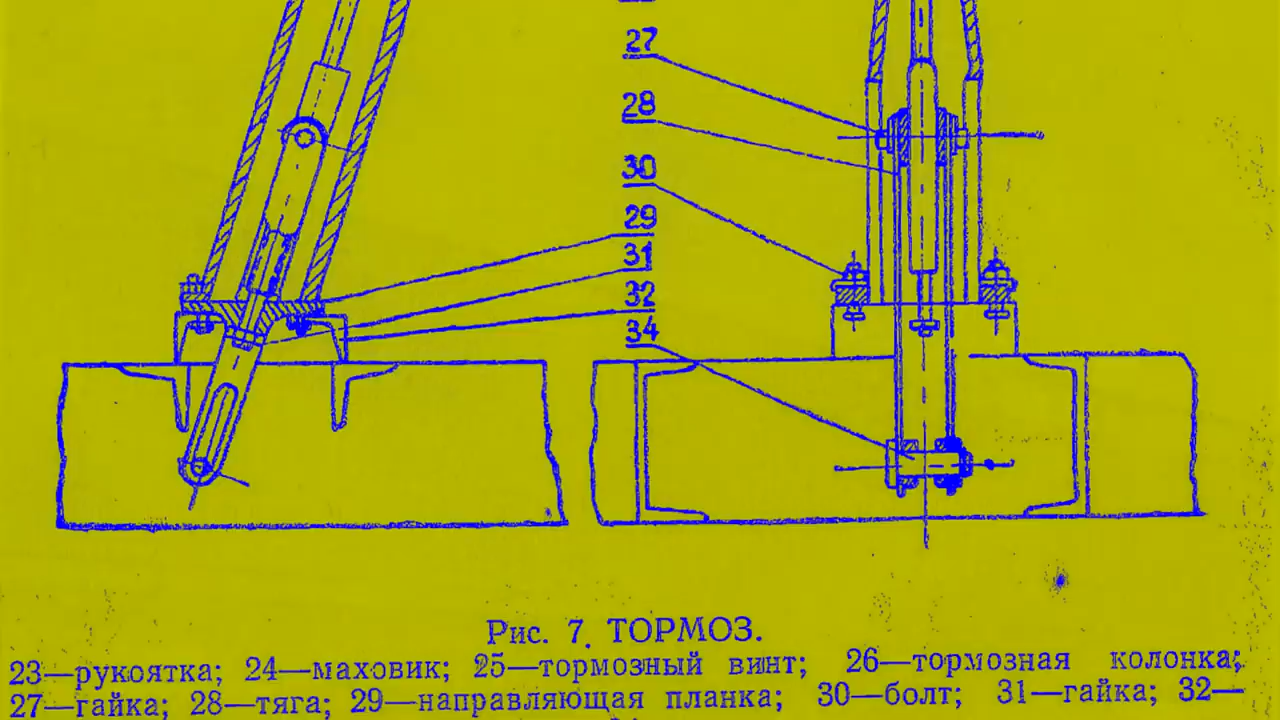 27
28
30
29
31
32
34
Рис. 7. ТОРМОЗ.
23—рукоятка; 24—маховик; 25—тормозный винт; 26—тормозная колонка;
27—гайка; 28—тяга; 29—направляющая планка; 30—болт; 31—гайка; 32—